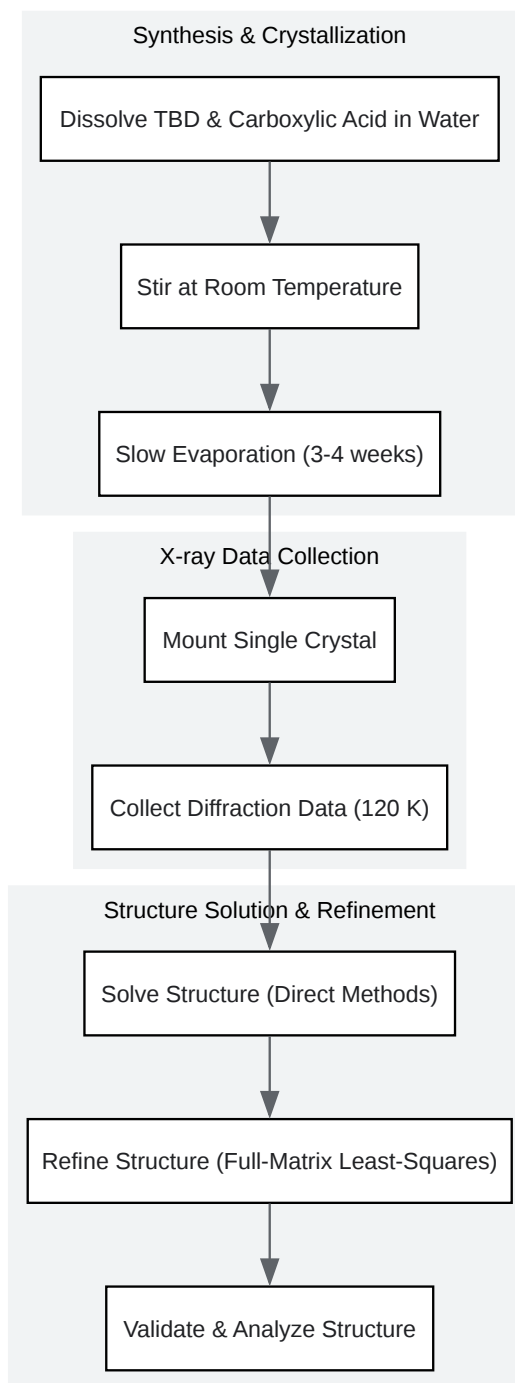 Synthesis & Crystallization
Dissolve TBD & Carboxylic Acid in Water
Stir at Room Temperature
Slow Evaporation (3-4 weeks)
X-ray Data Collection
Mount Single Crystal
Collect Diffraction Data (120 K)
Structure Solution & Refinement
Solve Structure (Direct Methods)
Refine Structure (Full-Matrix Least-Squares)
Validate & Analyze Structure